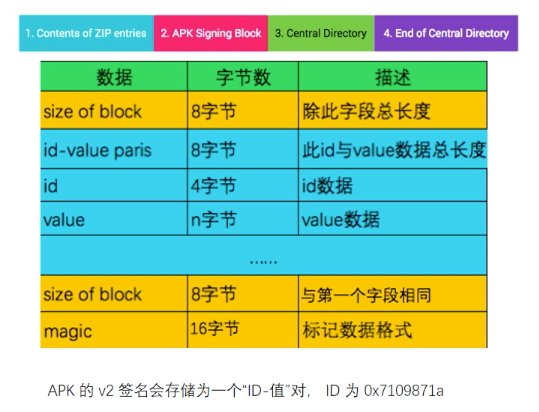 1. Contents of ZIP entries 2. APK Signing Block 3. Central Directory 4. End of Central Directory
数据 字节数 描述
size of block 8字节 除此字段总长度
id-value paris 8字节 此id与value数据总长度
id 4字节 id数据
value n字节 value数据
......
size of block 8字节 与第一个字段相同
magic 16字节 标记数据格式
APK 的 v2 签名会存储为一个“ID-值”对， ID 为 0x7109871a